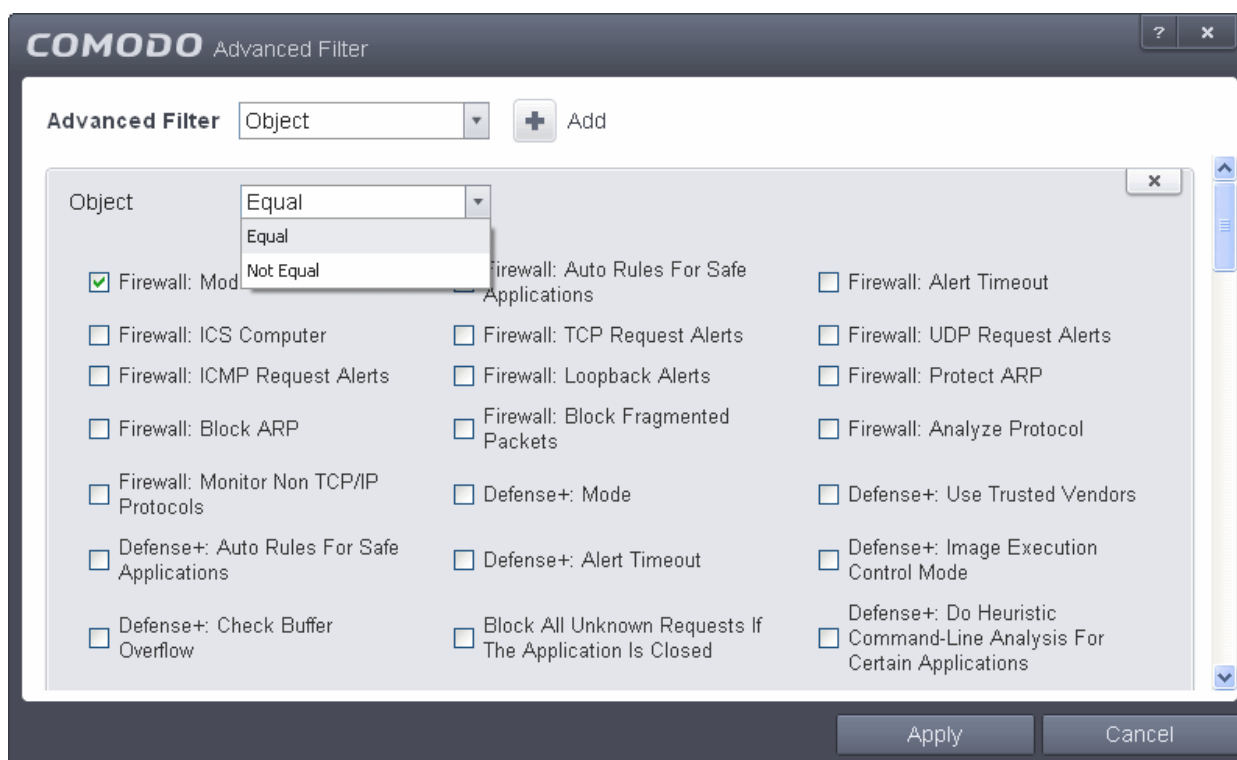 COMODO Advanced Filter
?
×
Advanced Filter
Object
+
Add
×
Object
Equal
Equal
Not Equal
Firewall: Mod
Firewall: Auto Rules For Safe
Applications
Firewall: Alert Timeout
Firewall: ICS Computer
Firewall: TCP Request Alerts
Firewall: UDP Request Alerts
Firewall: ICMP Request Alerts
Firewall: Loopback Alerts
Firewall: Protect ARP
Firewall: Block ARP
Firewall: Block Fragmented
Packets
Firewall: Analyze Protocol
Firewall: Monitor Non TCP/IP
Protocols
Defense+: Mode
Defense+: Use Trusted Vendors
Defense+: Auto Rules For Safe
Applications
Defense+: Alert Timeout
Defense+: Image Execution
Control Mode
Defense+: Check Buffer
Overflow
Block All Unknown Requests If
The Application Is Closed
Defense+: Do Heuristic
Command-Line Analysis For
Certain Applications
Apply
Cancel